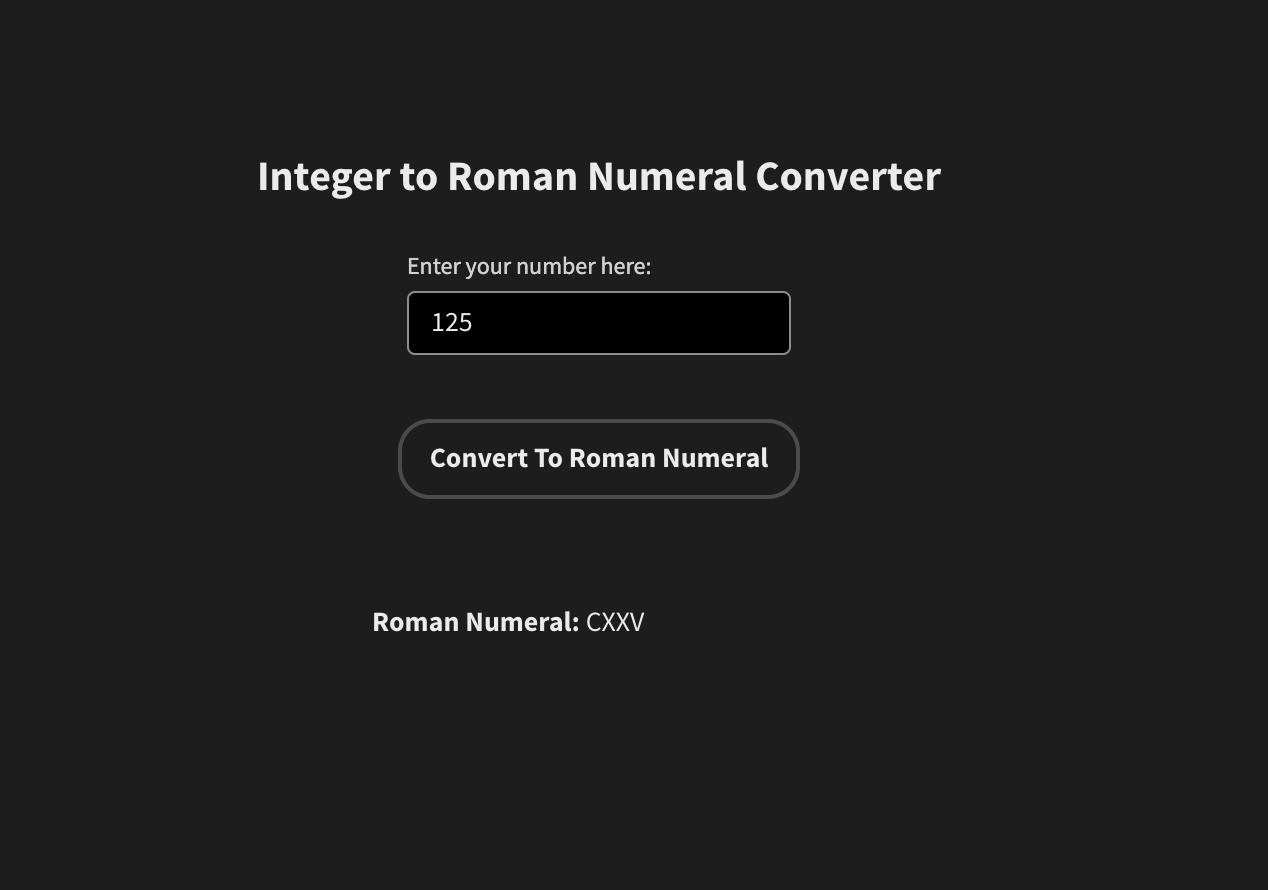 Integer to Roman Numeral Converter
Enter your number here:
125
Convert To Roman Numeral
Roman Numeral: CXXV